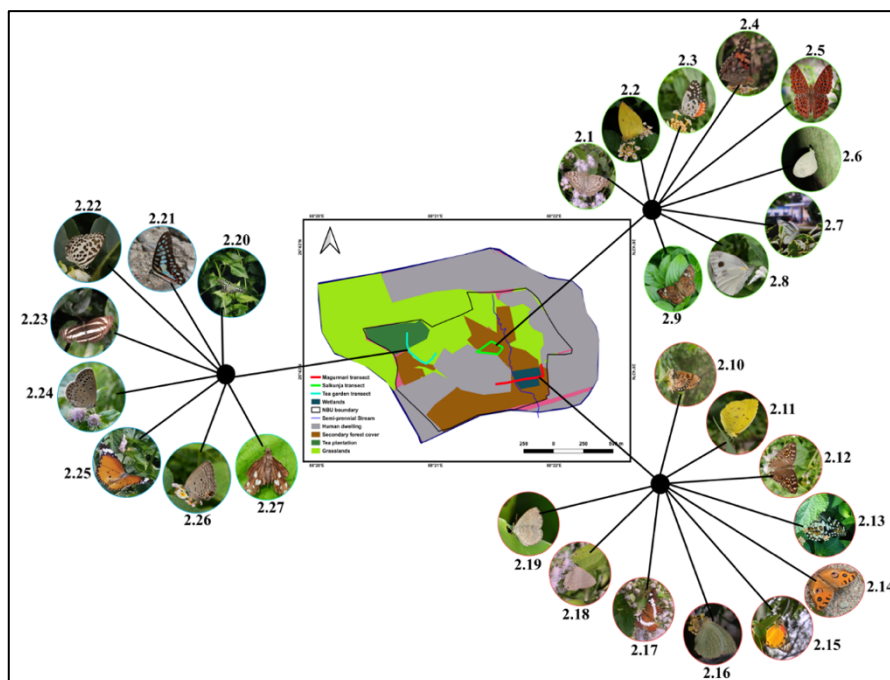 2.1
2.2
2.3
2.4
2.5
2.6
2.7
2.8
2.9
2.10
2.11
2.12
2.13
2.14
2.15
2.16
2.17
2.18
2.19
2.20
2.21
2.22
2.23
2.24
2.25
2.26
2.27
Magurmari transect
Salkunja transect
Tea garden transect
Wetlands
NBU boundary
Semi-prennial Stream
Human dwelling
Secondary forest cover
Tea plantation
Grasslands
250 0 250 500 m